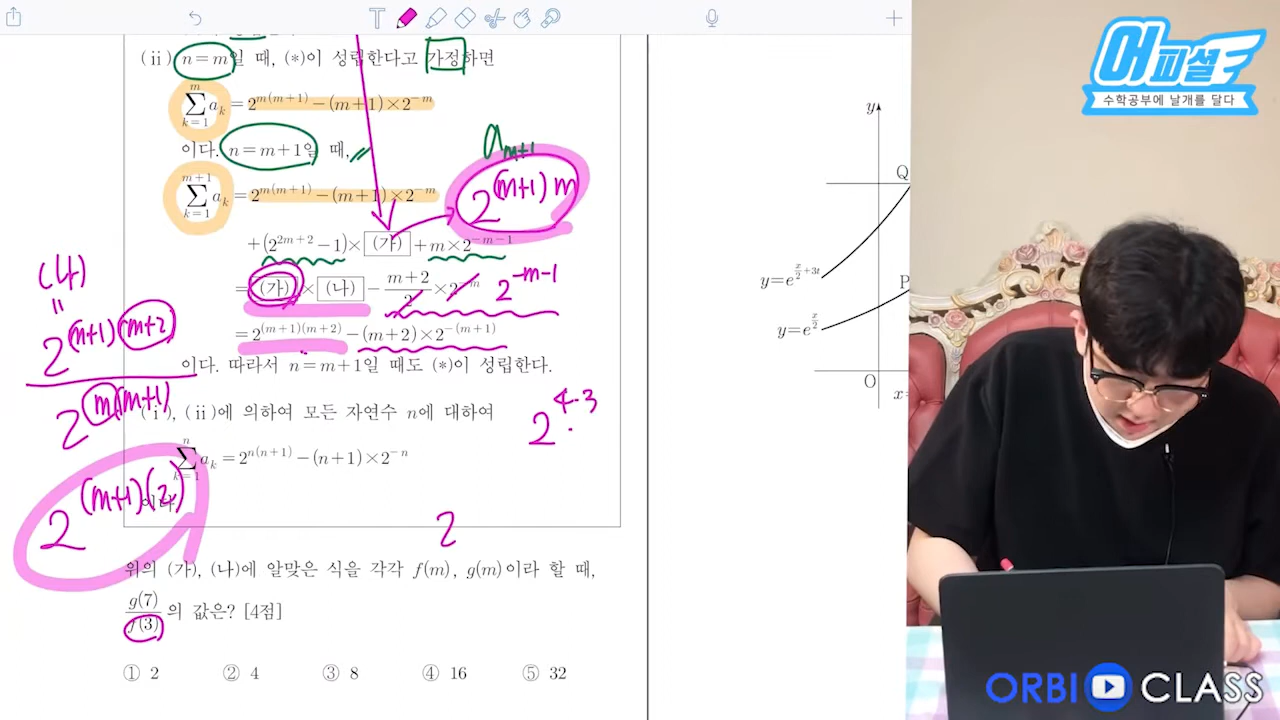 (ii) n=m일 때, (*)이 성립한다고 가정하면
m
∑ a_k = 2^{m(m+1)} − (m+1)×2^{−m}
k=1
이다. n=m+1일 때,
a_{m+1}
2^{(m+1)m}
m+1
∑ a_k = 2^{m(m+1)} − (m+1)×2^{−m}
k=1
+(2^{2m+2}−1)× (가) + m×2^{−m−1}
= (가) × (나) − \frac{m+2}{2} ×2^{−m} 2^{−m−1}
= 2^{(m+1)(m+2)} − (m+2)×2^{−(m+1)}
이다. 따라서 n=m+1일 때도 (*)이 성립한다.
(나)
=
2^{(m+1)(m+2)}
2^{m(m+1)}
2^{(m+1)(2)}
(i), (ii)에 의하여 모든 자연수 n에 대하여
2^{4·3}
n
∑ a_k = 2^{n(n+1)} − (n+1)×2^{−n}
k=1
이다.
2
위의 (가), (나)에 알맞은 식을 각각 f(m), g(m)이라 할 때,
\frac{g(7)}{f(3)} 의 값은? [4점]
① 2 ② 4 ③ 8 ④ 16 ⑤ 32
y
Q
y=e^{\frac{x}{2}+3t}
P
y=e^{\frac{x}{2}}
O
x=
어피셜
수학공부에 날개를 달다
ORBI CLASS